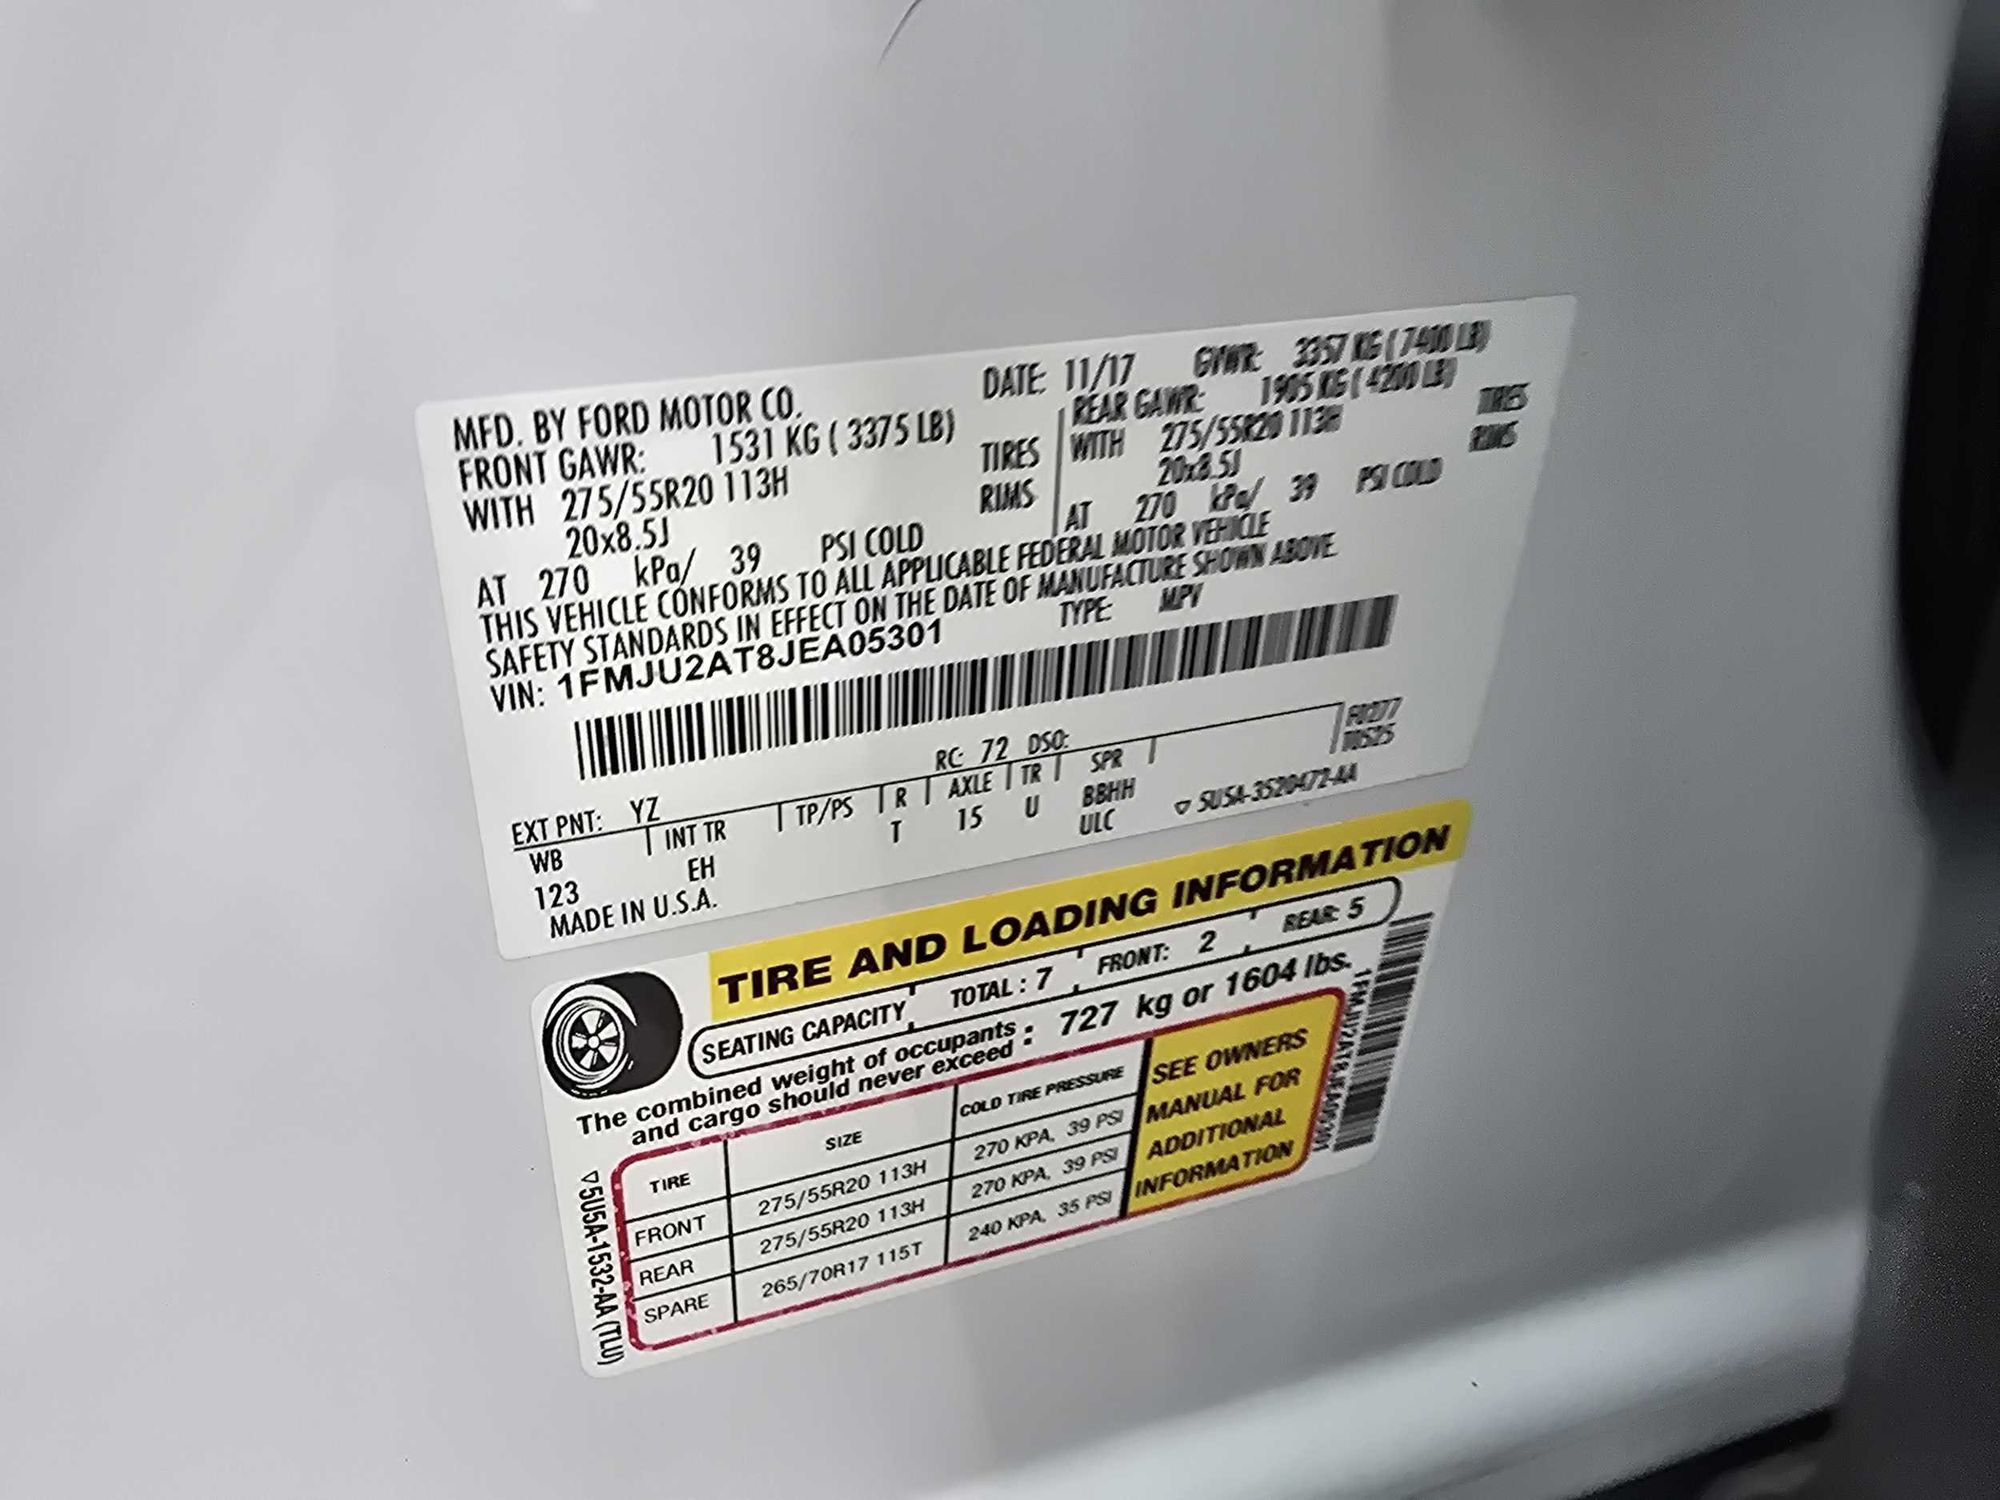 MFD. BY FORD MOTOR CO. DATE: 11/17 GVWR: 3357 KG ( 7400 LB)
FRONT GAWR: 1531 KG ( 3375 LB) REAR GAWR: 1905 KG ( 4200 LB)
WITH 275/55R20 113H TIRES WITH 275/55R20 113H TIRES
20x8.5J RIMS 20x8.5J RIMS
AT 270 kPa/ 39 PSI COLD AT 270 kPa/ 39 PSI COLD
THIS VEHICLE CONFORMS TO ALL APPLICABLE FEDERAL MOTOR VEHICLE
SAFETY STANDARDS IN EFFECT ON THE DATE OF MANUFACTURE SHOWN ABOVE.
VIN: 1FMJU2AT8JEA05301 TYPE: MPV
EXT PNT: YZ RC: 72 DSO:
WB INT TR TP/PS R AXLE TR SPR
123 EH T 15 U BBHH
ULC
MADE IN U.S.A.
▽ 5U5A-3520472-AA
TIRE AND LOADING INFORMATION
SEATING CAPACITY TOTAL : 7 FRONT: 2 REAR: 5
The combined weight of occupants
and cargo should never exceed : 727 kg or 1604 lbs.
TIRE SIZE COLD TIRE PRESSURE
FRONT 275/55R20 113H 270 KPA, 39 PSI
REAR 275/55R20 113H 270 KPA, 39 PSI
SPARE 265/70R17 115T 240 KPA, 35 PSI
SEE OWNERS
MANUAL FOR
ADDITIONAL
INFORMATION
1FMJU2AT8JEA05301
▽5U5A-1532-AA (TLU)